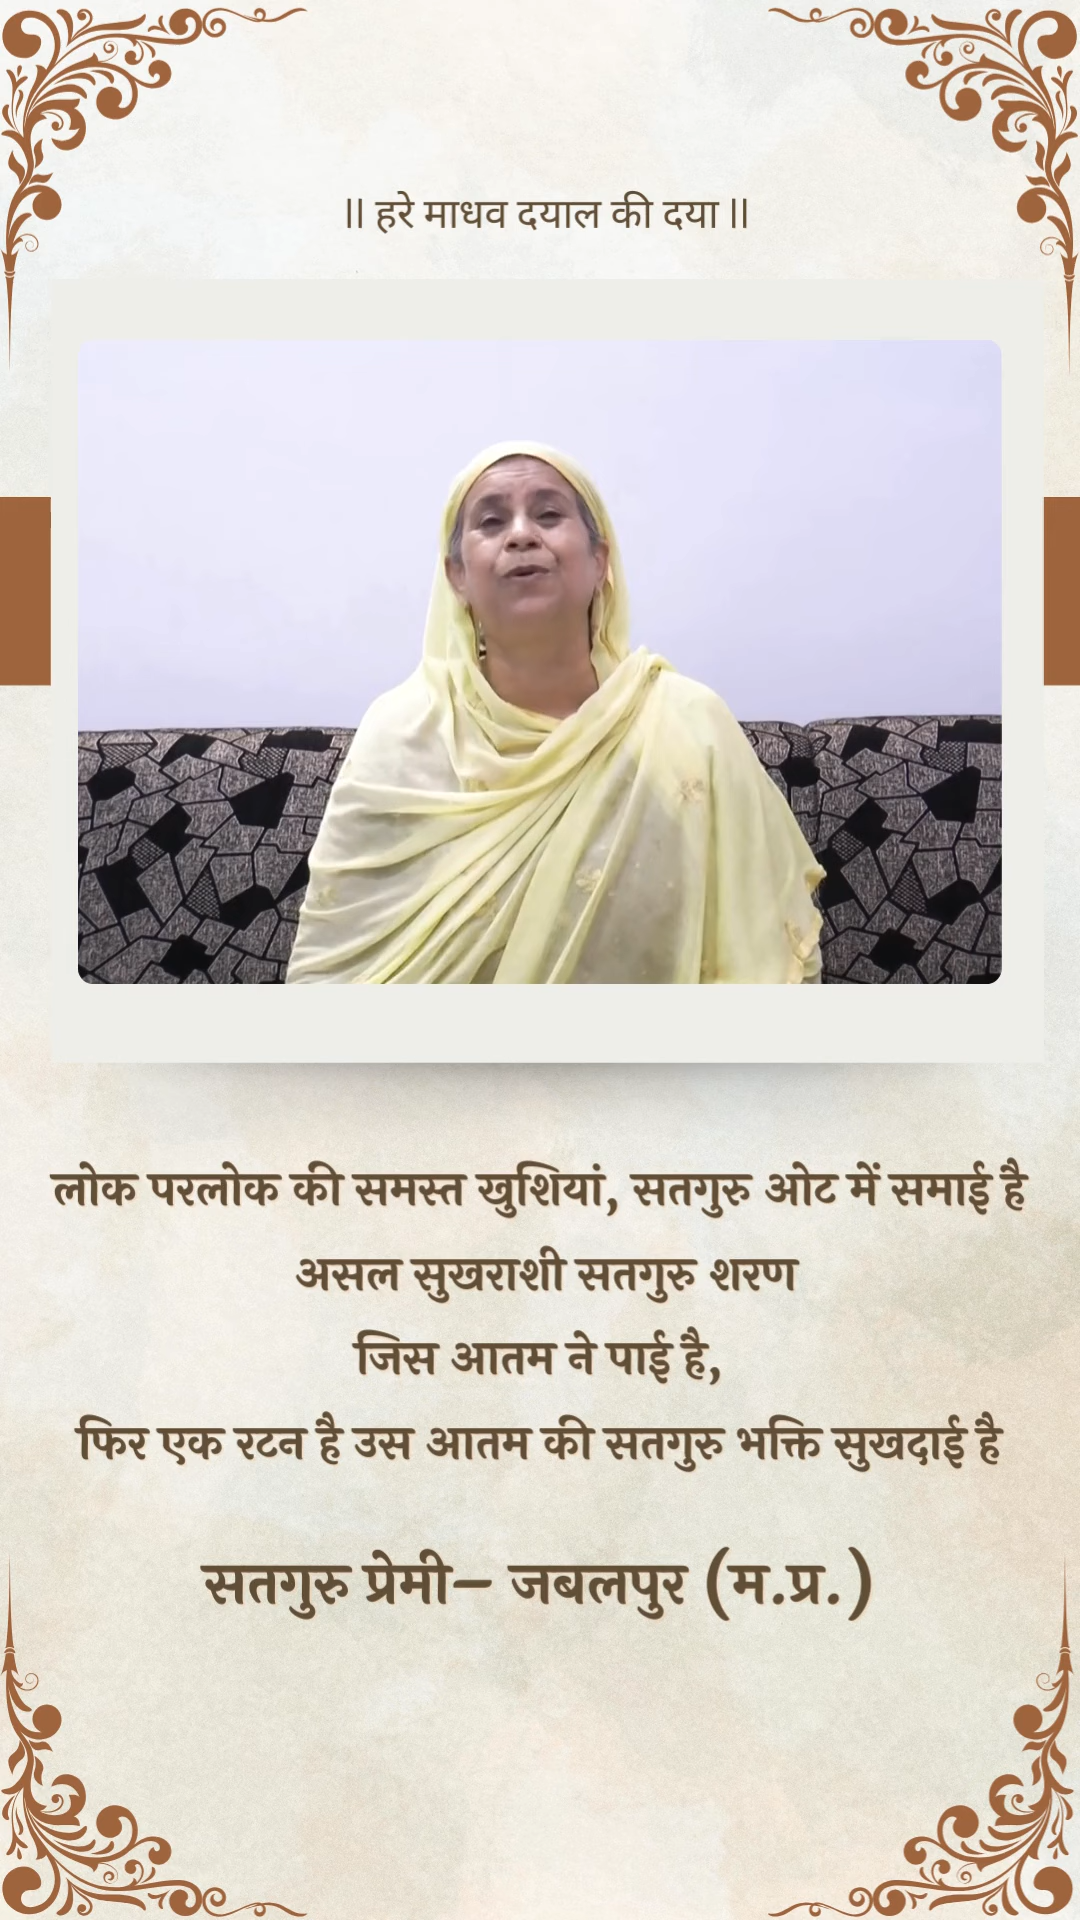 ॥ हरे माधव दयाल की दया ॥
लोक परलोक की समस्त खुशियां, सतगुरु ओट में समाई है
असल सुखराशी सतगुरु शरण
जिस आतम ने पाई है,
फिर एक रटन है उस आतम की सतगुरु भक्ति सुखदाई है
सतगुरु प्रेमी– जबलपुर (म.प्र.)